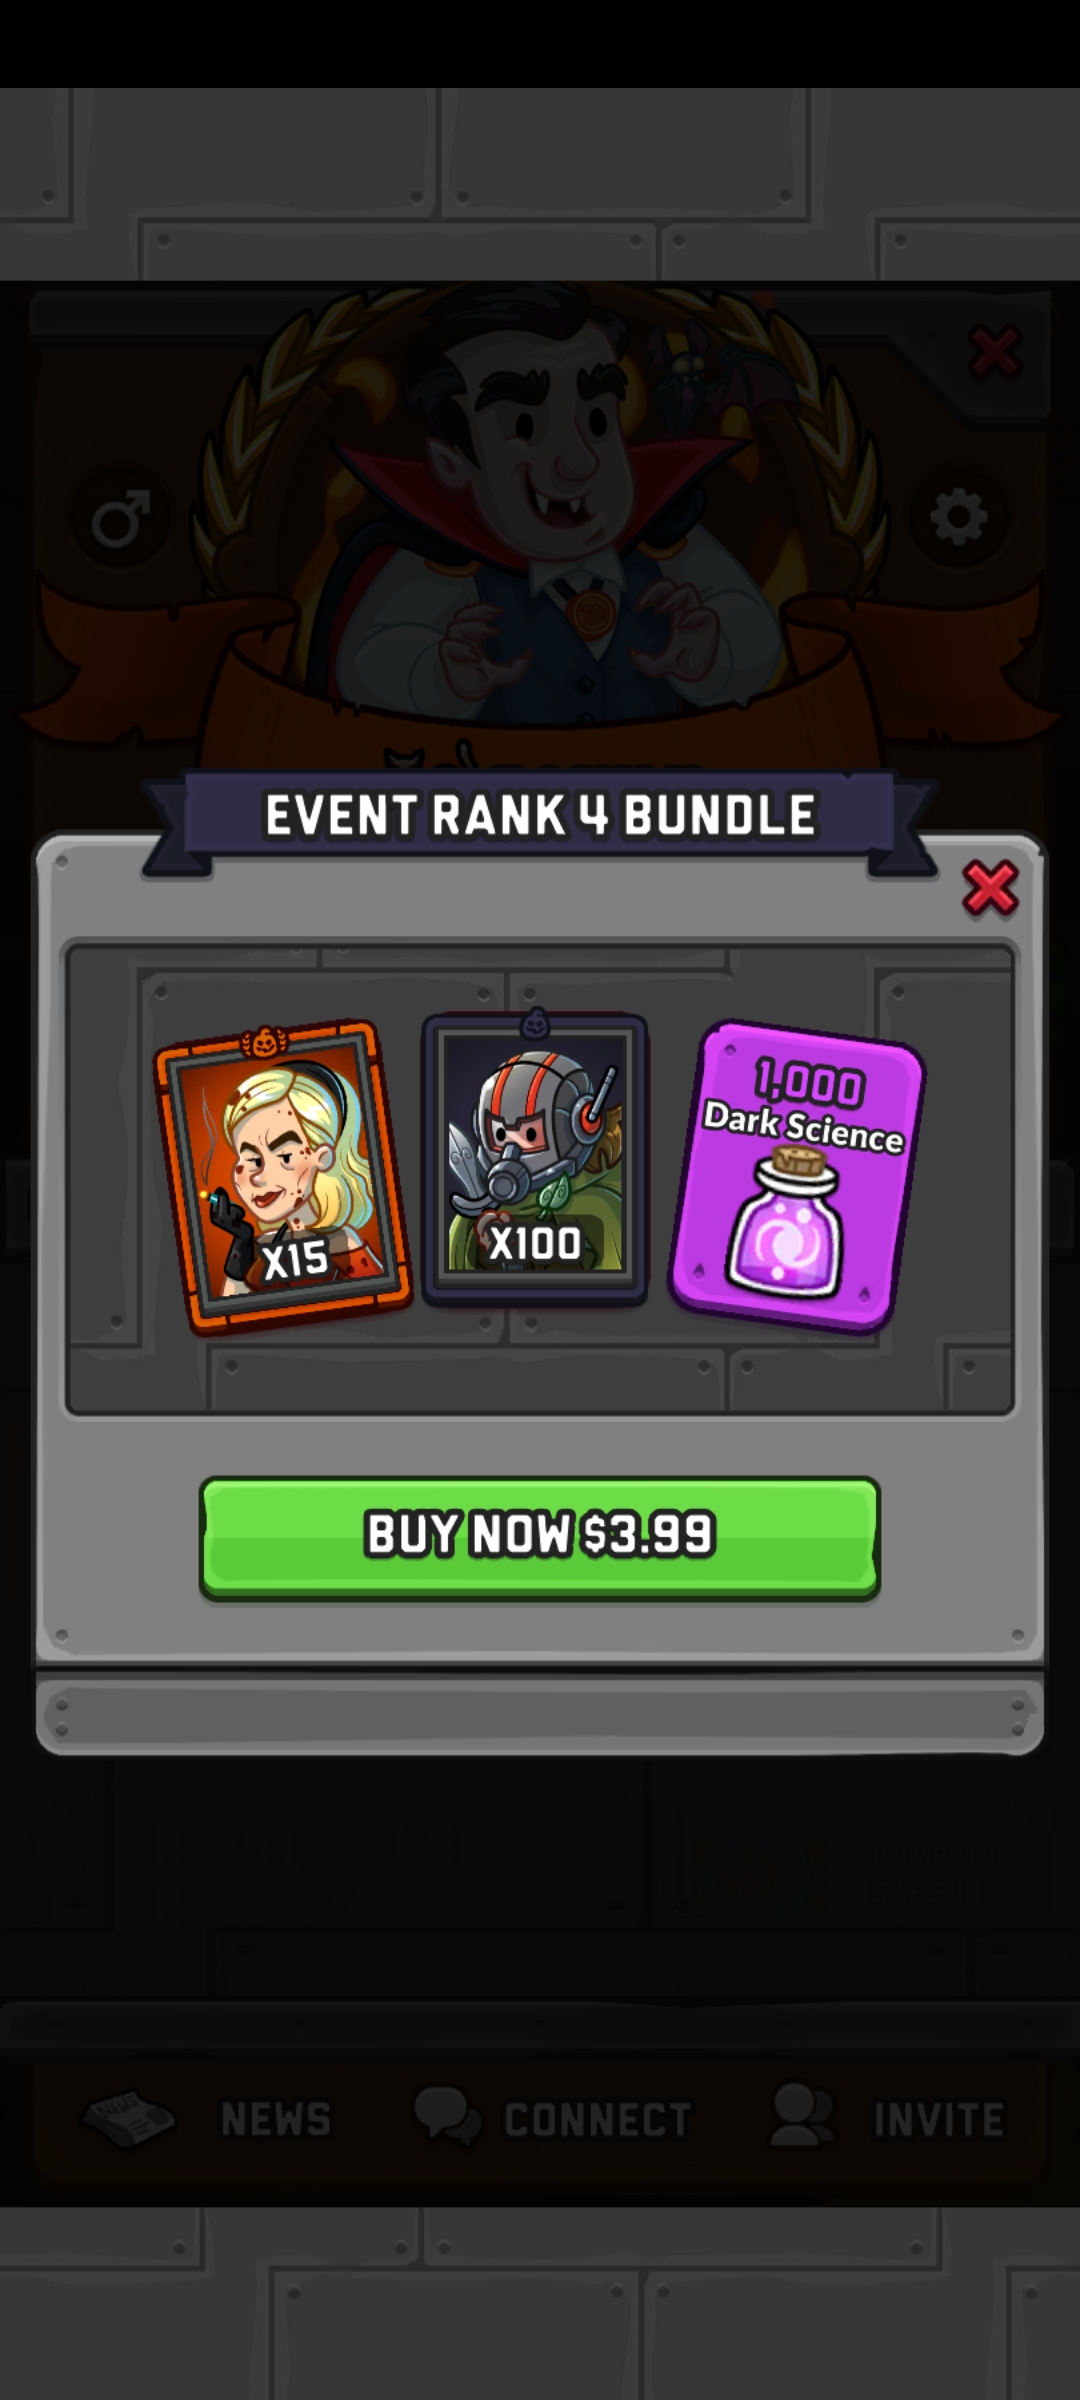 EVENT RANK 4 BUNDLE
X15
X100
1,000
Dark Science
BUY NOW $3.99
NEWS
CONNECT
INVITE